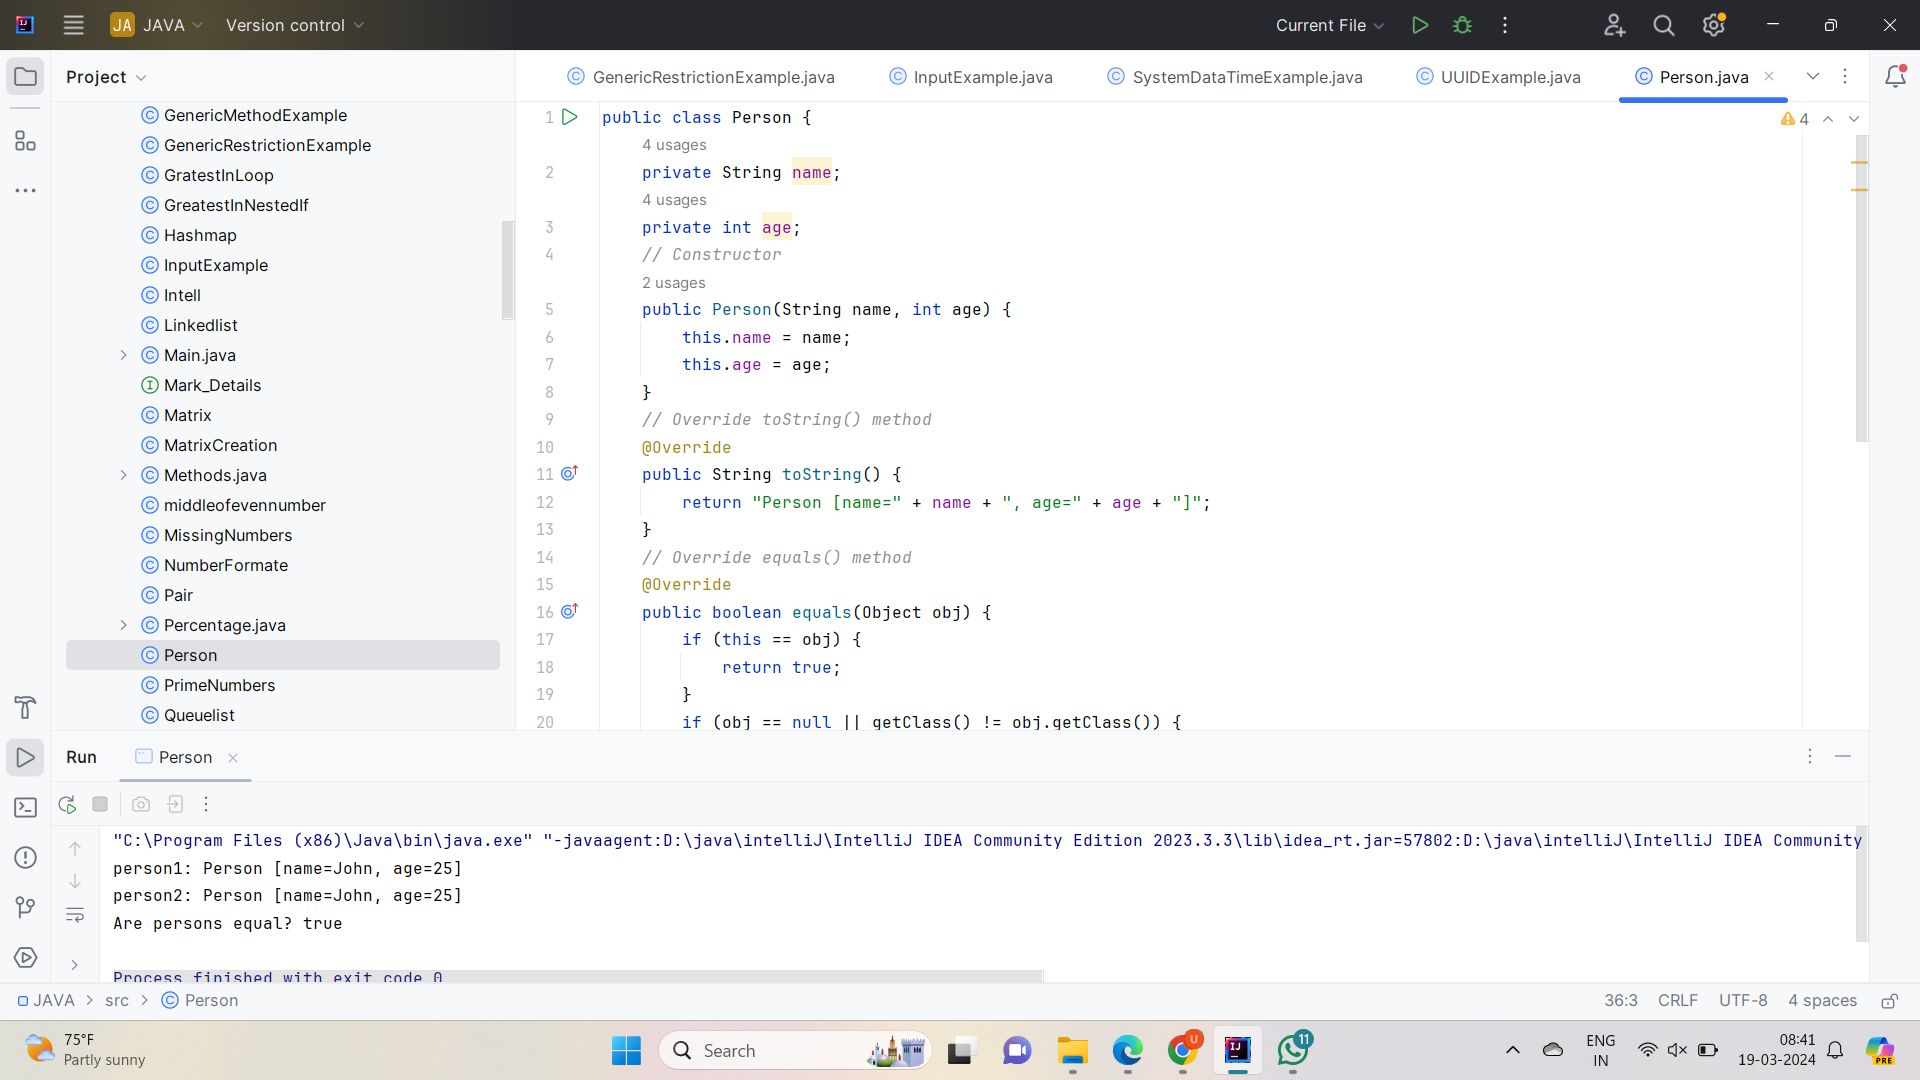 JA JAVA Version control Current File
Project
GenericMethodExample
GenericRestrictionExample
GratestInLoop
GreatestInNestedIf
Hashmap
InputExample
Intell
Linkedlist
Main.java
Mark_Details
Matrix
MatrixCreation
Methods.java
middleofevennumber
MissingNumbers
NumberFormate
Pair
Percentage.java
Person
PrimeNumbers
Queuelist
GenericRestrictionExample.java InputExample.java SystemDataTimeExample.java UUIDExample.java Person.java
4
1 public class Person {
4 usages
2 private String name;
4 usages
3 private int age;
4 // Constructor
2 usages
5 public Person(String name, int age) {
6 this.name = name;
7 this.age = age;
8 }
9 // Override toString() method
10 @Override
11 public String toString() {
12 return "Person [name=" + name + ", age=" + age + "]";
13 }
14 // Override equals() method
15 @Override
16 public boolean equals(Object obj) {
17 if (this == obj) {
18 return true;
19 }
20 if (obj == null || getClass() != obj.getClass()) {
Run Person
"C:\Program Files (x86)\Java\bin\java.exe" "-javaagent:D:\java\intelliJ\IntelliJ IDEA Community Edition 2023.3.3\lib\idea_rt.jar=57802:D:\java\intelliJ\IntelliJ IDEA Community
person1: Person [name=John, age=25]
person2: Person [name=John, age=25]
Are persons equal? true
Process finished with exit code 0
JAVA > src > Person 36:3 CRLF UTF-8 4 spaces
75°F
Partly sunny
Search
U
11
ENG
IN
08:41
19-03-2024
PRE